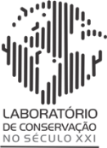 LABORATÓRIO
DE CONSERVAÇÃO
NO SÉCULO XXI